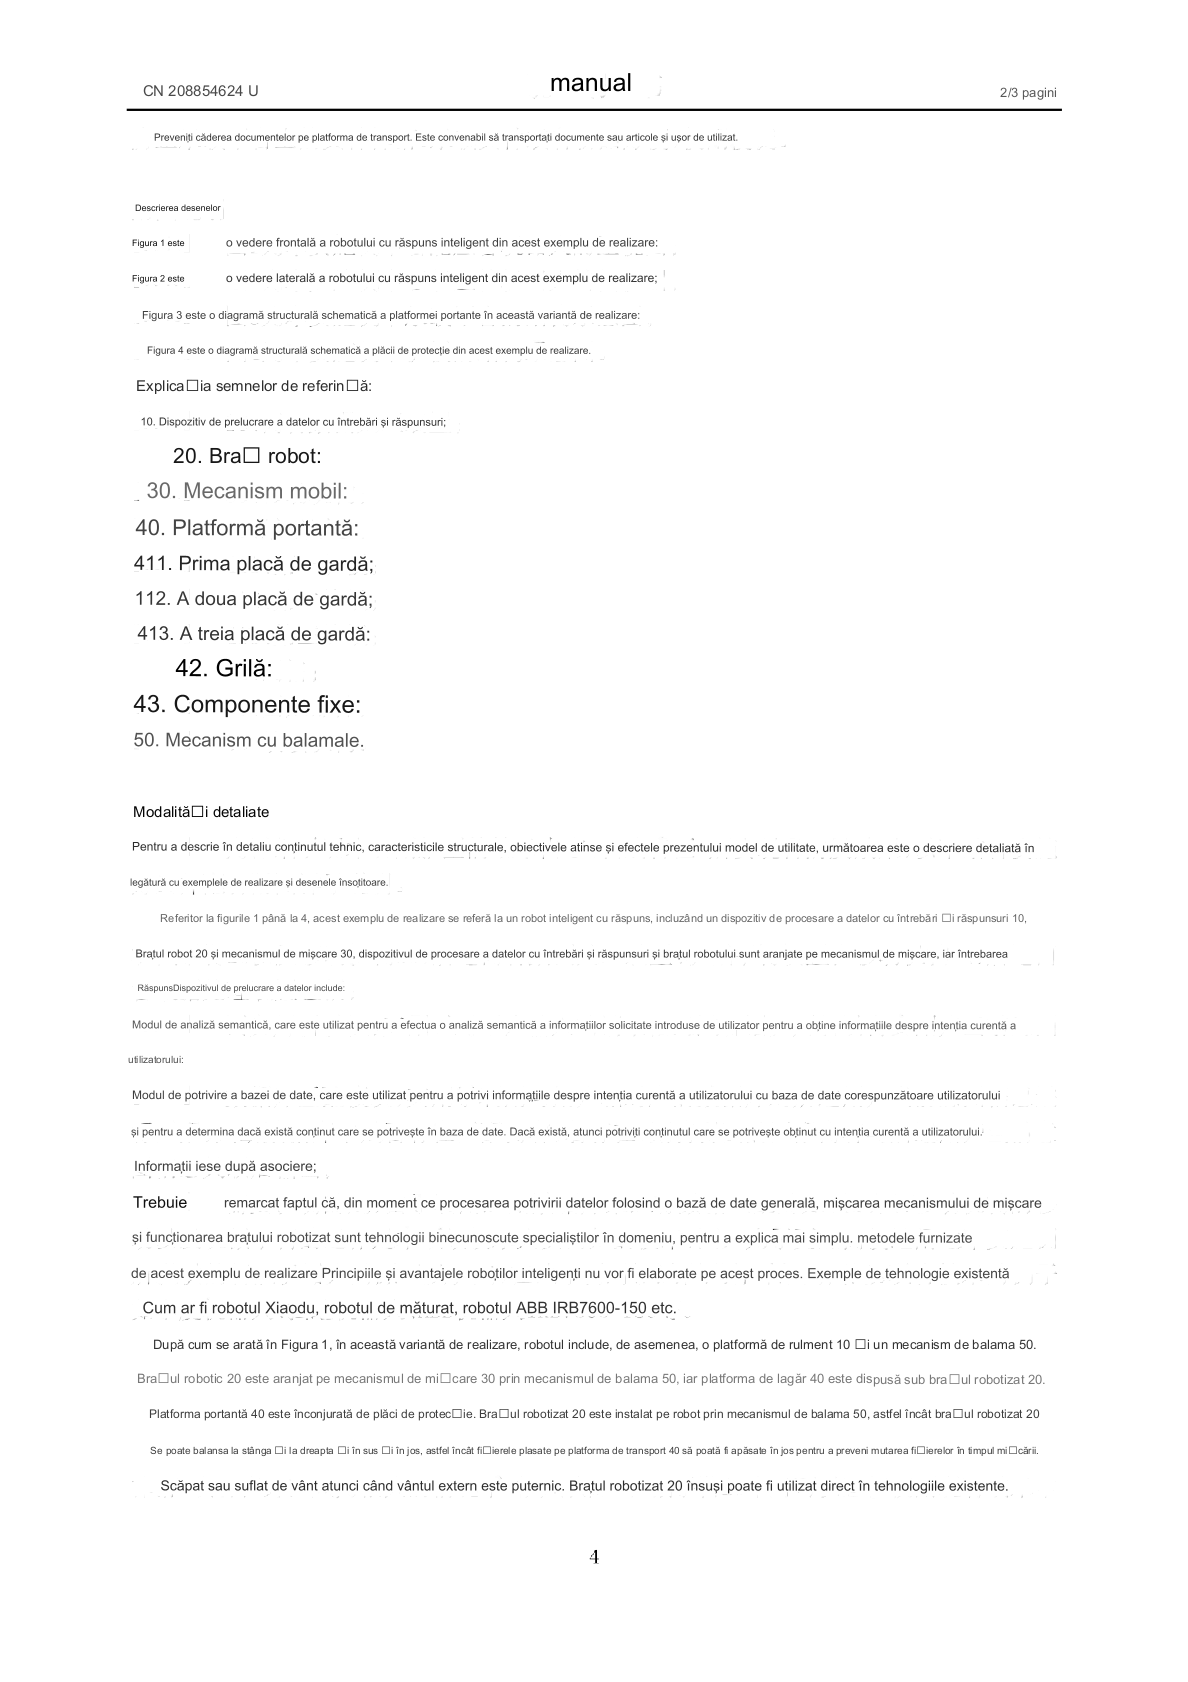 CN 208854624 U
manual
2/3 pagini
Preveniți căderea documentelor pe platforma de transport. Este convenabil să transportați documente sau articole și ușor de utilizat.
Descrierea desenelor
Figura 1 este o vedere frontală a robotului cu răspuns inteligent din acest exemplu de realizare:
Figura 2 este o vedere laterală a robotului cu răspuns inteligent din acest exemplu de realizare;
Figura 3 este o diagramă structurală schematică a platformei portante în această variantă de realizare:
Figura 4 este o diagramă structurală schematică a plăcii de protecție din acest exemplu de realizare.
Explica□ia semnelor de referin□ă:
10. Dispozitiv de prelucrare a datelor cu întrebări și răspunsuri;
20. Bra□ robot:
30. Mecanism mobil:
40. Platformă portantă:
411. Prima placă de gardă;
112. A doua placă de gardă;
413. A treia placă de gardă:
42. Grilă:
43. Componente fixe:
50. Mecanism cu balamale.
Modalită□i detaliate
Pentru a descrie în detaliu conținutul tehnic, caracteristicile structurale, obiectivele atinse și efectele prezentului model de utilitate, următoarea este o descriere detaliată în
legătură cu exemplele de realizare și desenele însoțitoare.
Referitor la figurile 1 până la 4, acest exemplu de realizare se referă la un robot inteligent cu răspuns, incluzând un dispozitiv de procesare a datelor cu întrebări □i răspunsuri 10,
Brațul robot 20 și mecanismul de mișcare 30, dispozitivul de procesare a datelor cu întrebări și răspunsuri și brațul robotului sunt aranjate pe mecanismul de mișcare, iar întrebarea
RăspunsDispozitivul de prelucrare a datelor include:
Modul de analiză semantică, care este utilizat pentru a efectua o analiză semantică a informațiilor solicitate introduse de utilizator pentru a obține informațiile despre intenția curentă a
utilizatorului:
Modul de potrivire a bazei de date, care este utilizat pentru a potrivi informațiile despre intenția curentă a utilizatorului cu baza de date corespunzătoare utilizatorului
și pentru a determina dacă există conținut care se potrivește în baza de date. Dacă există, atunci potriviți conținutul care se potrivește obținut cu intenția curentă a utilizatorului.
Informații iese după asociere;
Trebuie remarcat faptul că, din moment ce procesarea potrivirii datelor folosind o bază de date generală, mișcarea mecanismului de mișcare
și funcționarea brațului robotizat sunt tehnologii binecunoscute specialiștilor în domeniu, pentru a explica mai simplu. metodele furnizate
de acest exemplu de realizare Principiile și avantajele roboților inteligenți nu vor fi elaborate pe acest proces. Exemple de tehnologie existentă
Cum ar fi robotul Xiaodu, robotul de măturat, robotul ABB IRB7600-150 etc.
După cum se arată în Figura 1, în această variantă de realizare, robotul include, de asemenea, o platformă de rulment 10 □i un mecanism de balama 50.
Bra□ul robotic 20 este aranjat pe mecanismul de mi□care 30 prin mecanismul de balama 50, iar platforma de lagăr 40 este dispusă sub bra□ul robotizat 20.
Platforma portantă 40 este înconjurată de plăci de protec□ie. Bra□ul robotizat 20 este instalat pe robot prin mecanismul de balama 50, astfel încât bra□ul robotizat 20
Se poate balansa la stânga □i la dreapta □i în sus □i în jos, astfel încât fi□ierele plasate pe platforma de transport 40 să poată fi apăsate în jos pentru a preveni mutarea fi□ierelor în timpul mi□cării.
Scăpat sau suflat de vânt atunci când vântul extern este puternic. Brațul robotizat 20 însuși poate fi utilizat direct în tehnologiile existente.
4